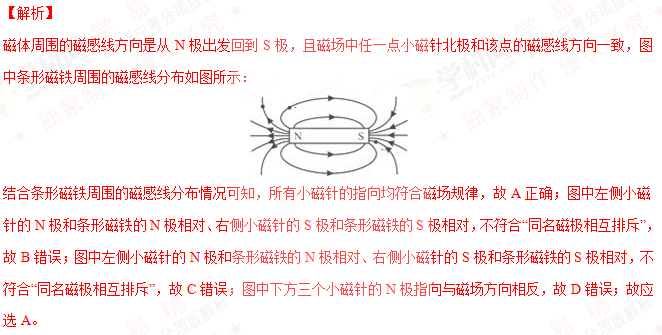 【解析】
磁体周围的磁感线方向是从 N 极出发回到 S 极，且磁场中任一点小磁针北极和该点的磁感线方向一致，图
中条形磁铁周围的磁感线分布如图所示：
N S
结合条形磁铁周围的磁感线分布情况可知，所有小磁针的指向均符合磁场规律，故 A 正确；图中左侧小磁
针的 N 极和条形磁铁的 N 极相对、右侧小磁针的 S 极和条形磁铁的 S 极相对，不符合“同名磁极相互排斥”，
故 B 错误；图中左侧小磁针的 N 极和条形磁铁的 N 极相对、右侧小磁针的 S 极和条形磁铁的 S 极相对，不
符合“同名磁极相互排斥”，故 C 错误；图中下方三个小磁针的 N 极指向与磁场方向相反，故 D 错误；故应
选 A。